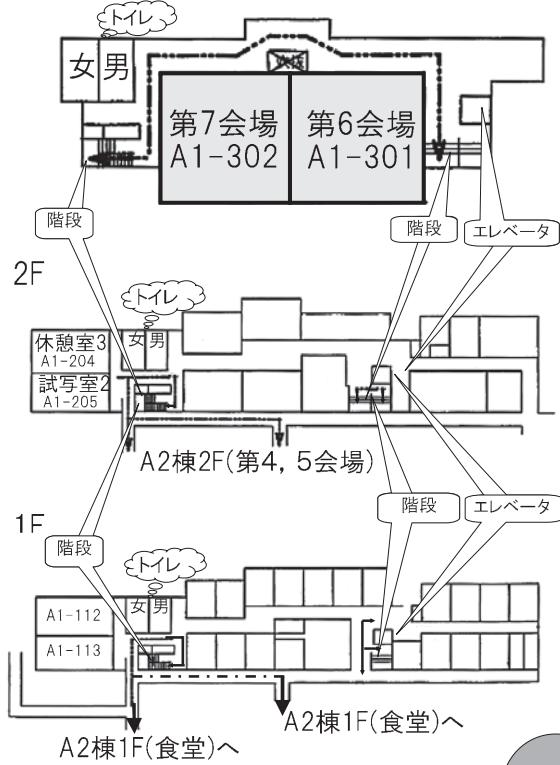 トイレ
女 男
第7会場
A1-302
第6会場
A1-301
階段
階段
エレベータ
2F
トイレ
女 男
休憩室3
A1-204
試写室2
A1-205
A2棟2F(第4, 5会場)
1F
階段
階段
エレベータ
トイレ
女 男
A1-112
A1-113
A2棟1F(食堂)へ
A2棟1F(食堂)へ